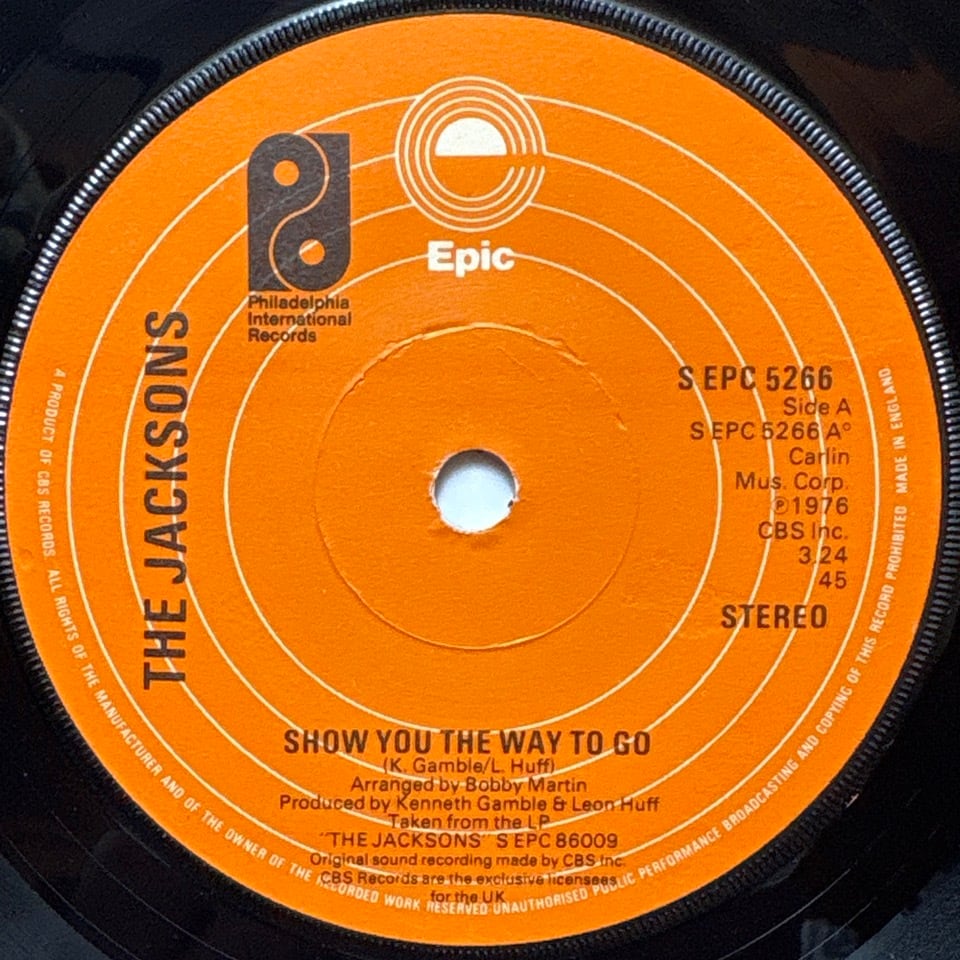 Epic
Philadelphia
International
Records
THE JACKSONS
S EPC 5266
Side A
S EPC 5266 A°
Carlin
Mus. Corp.
℗1976
CBS Inc.
3.24
45
STEREO
SHOW YOU THE WAY TO GO
(K. Gamble/L. Huff)
Arranged by Bobby Martin
Produced by Kenneth Gamble & Leon Huff
Taken from the LP
"THE JACKSONS" S EPC 86009
Original sound recording made by CBS Inc.
CBS Records are the exclusive licensees
for the UK
A PRODUCT OF CBS RECORDS ALL RIGHTS OF THE MANUFACTURER AND OF THE OWNER OF THE RECORDED WORK RESERVED UNAUTHORISED PUBLIC PERFORMANCE BROADCASTING AND COPYING OF THIS RECORD PROHIBITED MADE IN ENGLAND